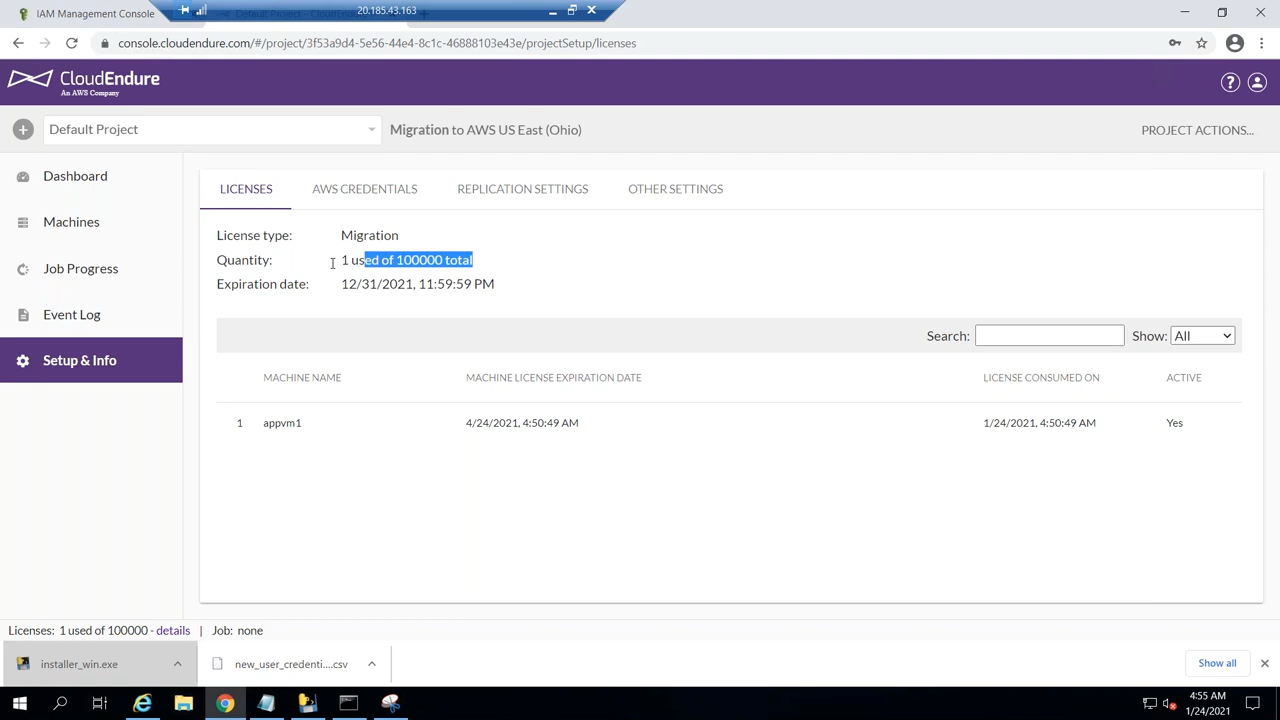 IAM Management Console
20.185.43.163
console.cloudendure.com/#/project/3f53a9d4-5e56-44e4-8c1c-46888103e43e/projectSetup/licenses
CloudEndure
An AWS Company
Default Project
Migration to AWS US East (Ohio)
PROJECT ACTIONS...
Dashboard
Machines
Job Progress
Event Log
Setup & Info
LICENSES AWS CREDENTIALS REPLICATION SETTINGS OTHER SETTINGS
License type: Migration
Quantity: 1 used of 100000 total
Expiration date: 12/31/2021, 11:59:59 PM
Search: Show: All
MACHINE NAME MACHINE LICENSE EXPIRATION DATE LICENSE CONSUMED ON ACTIVE
1 appvm1 4/24/2021, 4:50:49 AM 1/24/2021, 4:50:49 AM Yes
Licenses: 1 used of 100000 - details | Job: none
installer_win.exe
new_user_credenti....csv
Show all
4:55 AM
1/24/2021